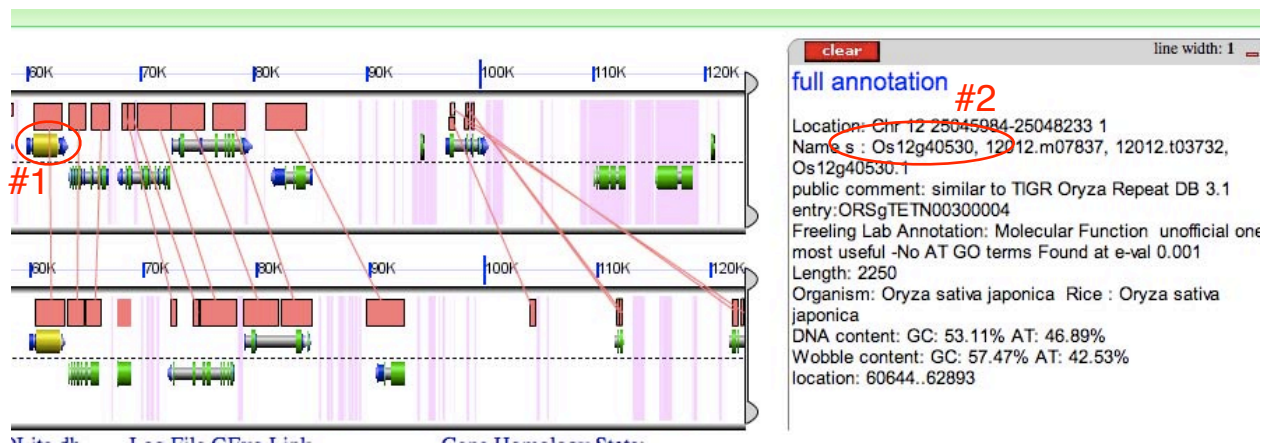 clear
line width: 1
60K 70K 80K 90K 100K 110K 120K
full annotation
#2
Location: Chr 12 25045984-25048233 1
Name s : Os12g40530, 12012.m07837, 12012.t03732,
Os12g40530.1
#1
public comment: similar to TIGR Oryza Repeat DB 3.1
entry:ORSgTETN00300004
Freeling Lab Annotation: Molecular Function unofficial one
most useful -No AT GO terms Found at e-val 0.001
Length: 2250
Organism: Oryza sativa japonica Rice : Oryza sativa
japonica
DNA content: GC: 53.11% AT: 46.89%
Wobble content: GC: 57.47% AT: 42.53%
location: 60644..62893
60K 70K 80K 90K 100K 110K 120K